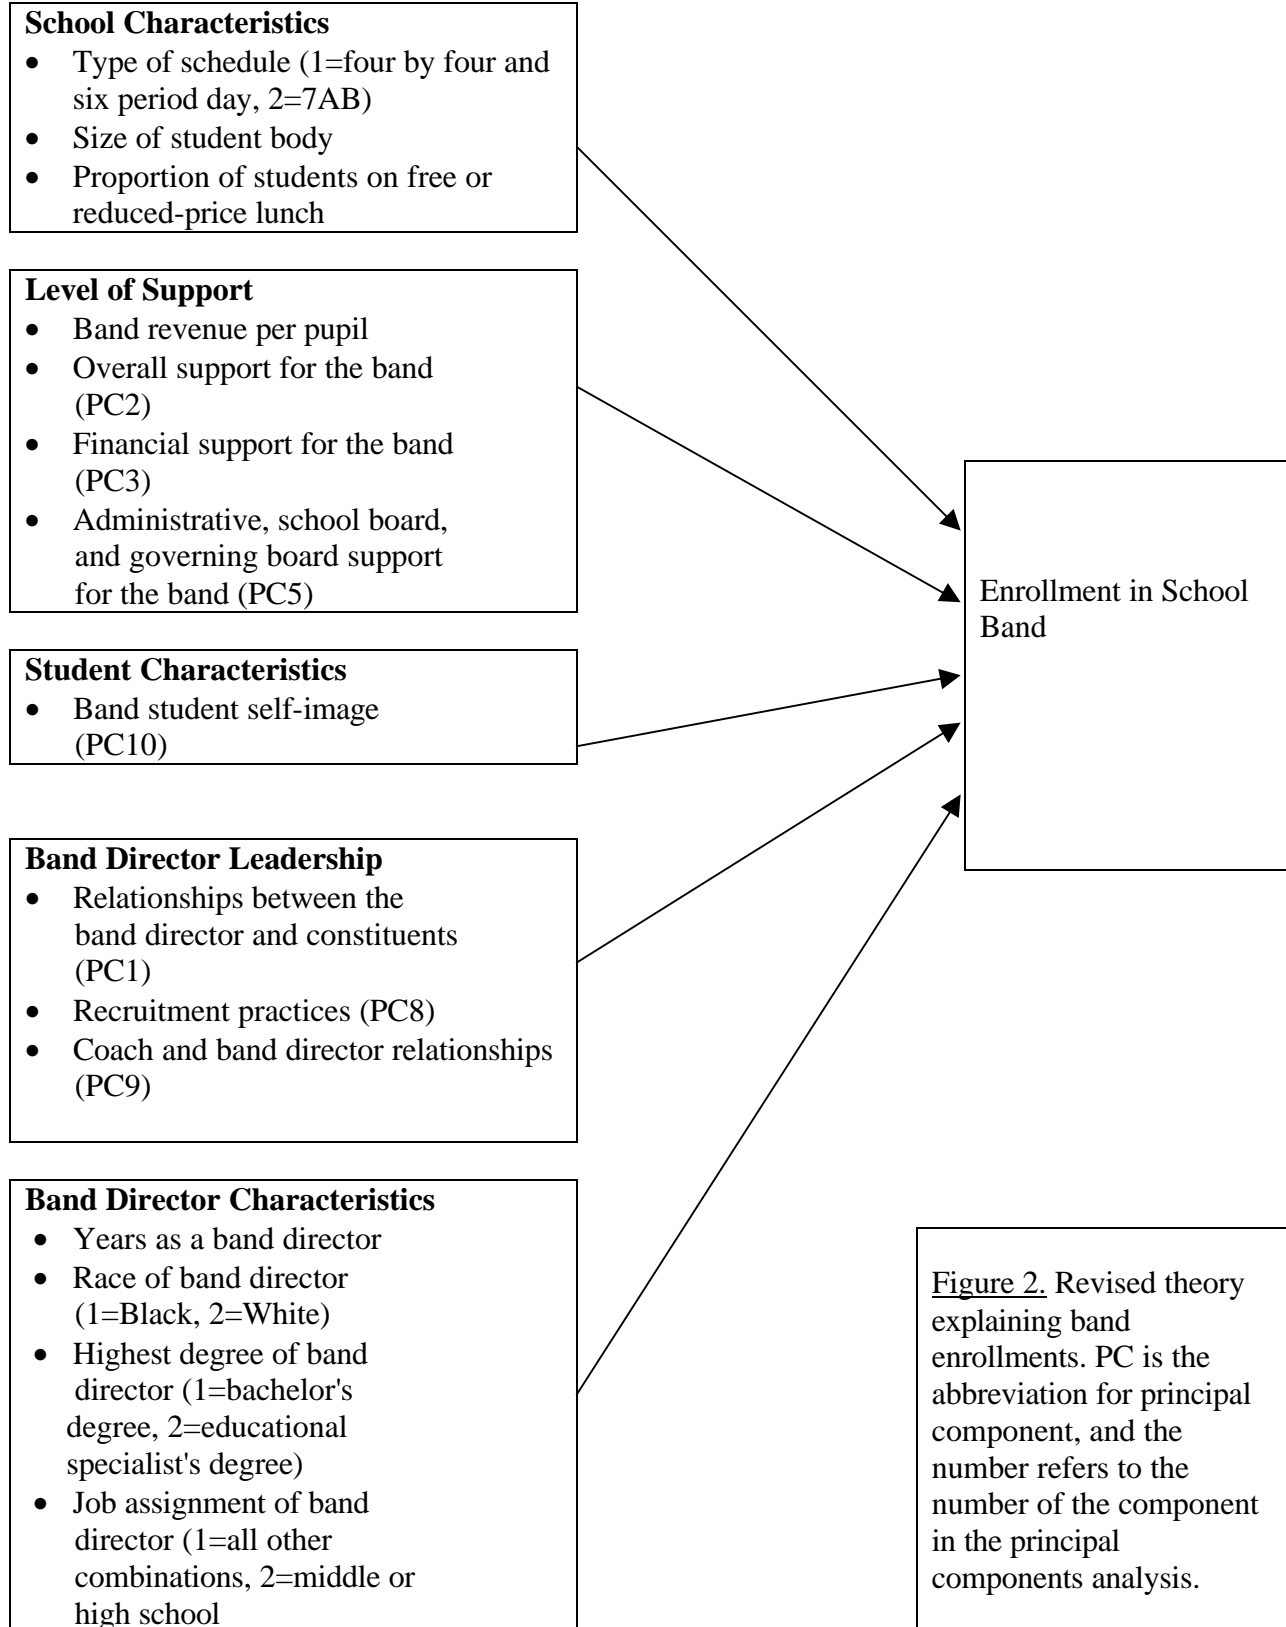 School Characteristics
• Type of schedule (1=four by four and
six period day, 2=7AB)
• Size of student body
• Proportion of students on free or
reduced-price lunch
Level of Support
• Band revenue per pupil
• Overall support for the band
(PC2)
• Financial support for the band
(PC3)
• Administrative, school board,
and governing board support
for the band (PC5)
Student Characteristics
• Band student self-image
(PC10)
Band Director Leadership
• Relationships between the
band director and constituents
(PC1)
• Recruitment practices (PC8)
• Coach and band director relationships
(PC9)
Band Director Characteristics
• Years as a band director
• Race of band director
(1=Black, 2=White)
• Highest degree of band
director (1=bachelor's
degree, 2=educational
specialist's degree)
• Job assignment of band
director (1=all other
combinations, 2=middle or
high school
Enrollment in School
Band
Figure 2. Revised theory
explaining band
enrollments. PC is the
abbreviation for principal
component, and the
number refers to the
number of the component
in the principal
components analysis.